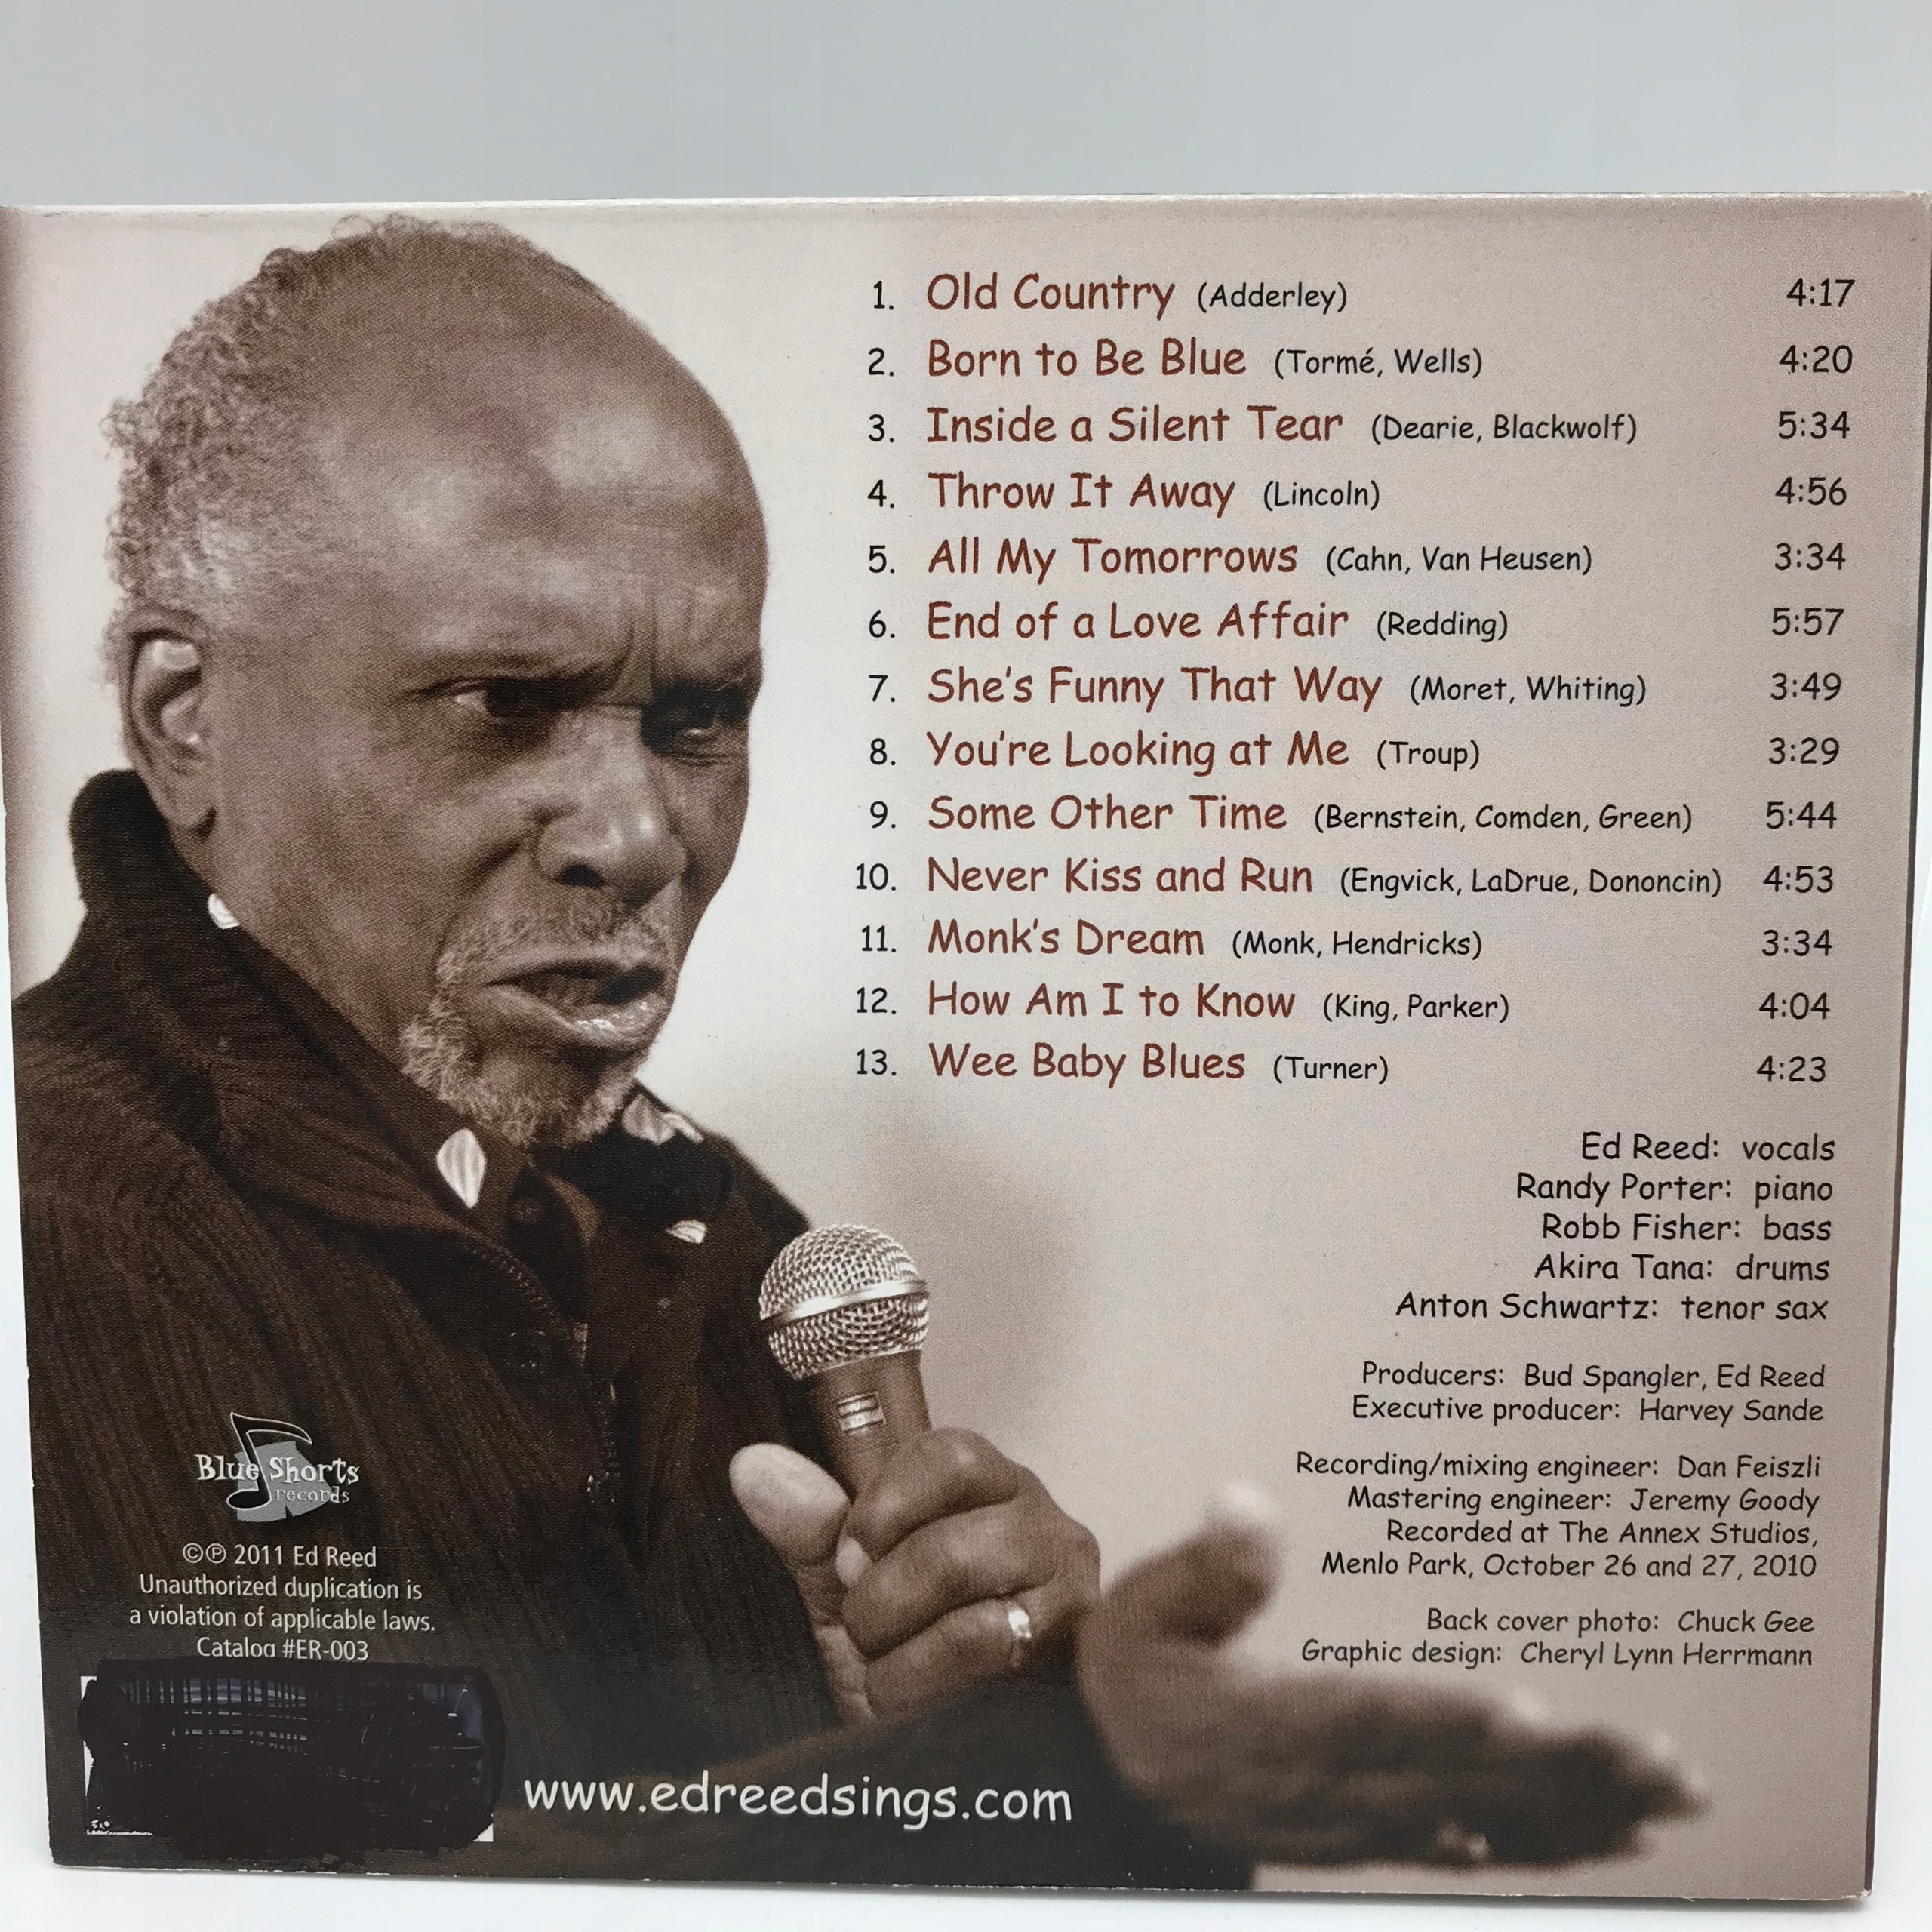 1. Old Country (Adderley) 4:17
2. Born to Be Blue (Tormé, Wells) 4:20
3. Inside a Silent Tear (Dearie, Blackwolf) 5:34
4. Throw It Away (Lincoln) 4:56
5. All My Tomorrows (Cahn, Van Heusen) 3:34
6. End of a Love Affair (Redding) 5:57
7. She's Funny That Way (Moret, Whiting) 3:49
8. You're Looking at Me (Troup) 3:29
9. Some Other Time (Bernstein, Comden, Green) 5:44
10. Never Kiss and Run (Engvick, LaDrue, Dononcin) 4:53
11. Monk's Dream (Monk, Hendricks) 3:34
12. How Am I to Know (King, Parker) 4:04
13. Wee Baby Blues (Turner) 4:23
Ed Reed: vocals
Randy Porter: piano
Robb Fisher: bass
Akira Tana: drums
Anton Schwartz: tenor sax
Producers: Bud Spangler, Ed Reed
Executive producer: Harvey Sande
Recording/mixing engineer: Dan Feiszli
Mastering engineer: Jeremy Goody
Recorded at The Annex Studios,
Menlo Park, October 26 and 27, 2010
Back cover photo: Chuck Gee
Graphic design: Cheryl Lynn Herrmann
Blue Shorts
records
©℗ 2011 Ed Reed
Unauthorized duplication is
a violation of applicable laws.
Catalog #ER-003
www.edreedsings.com